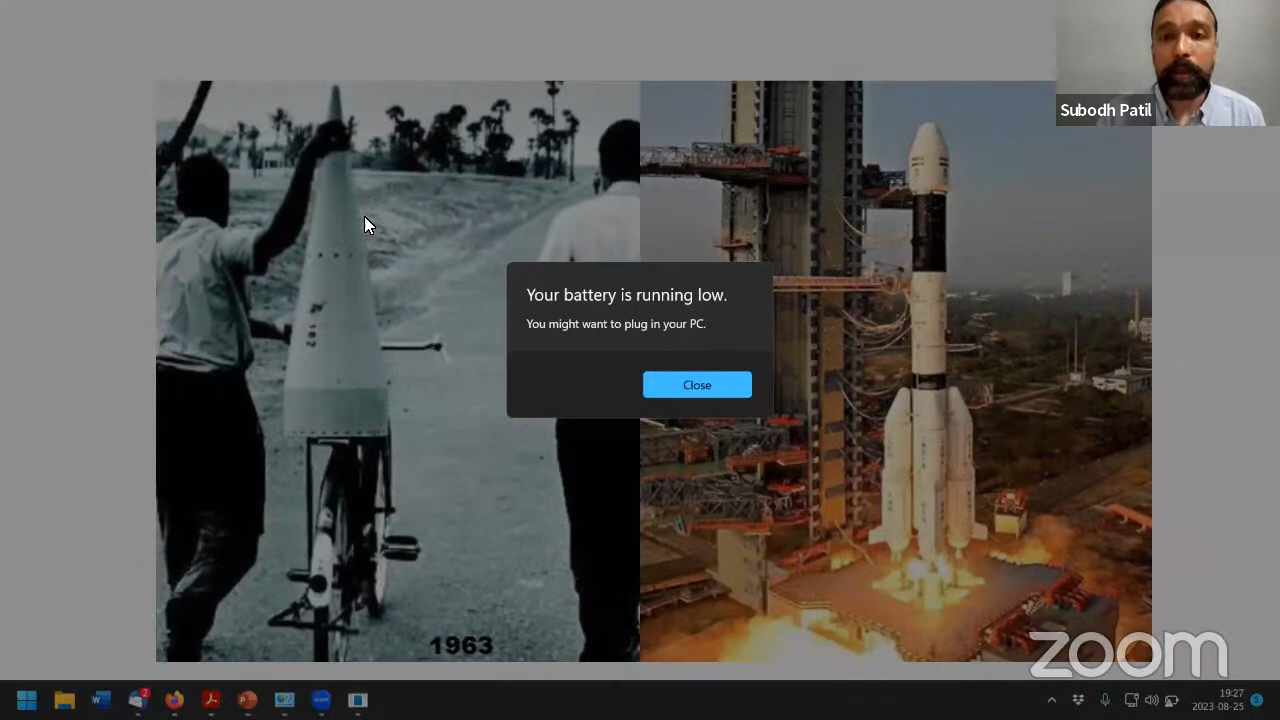 Subodh Patil
Your battery is running low.
You might want to plug in your PC.
Close
182
1963
zoom
19:27
2023-08-25